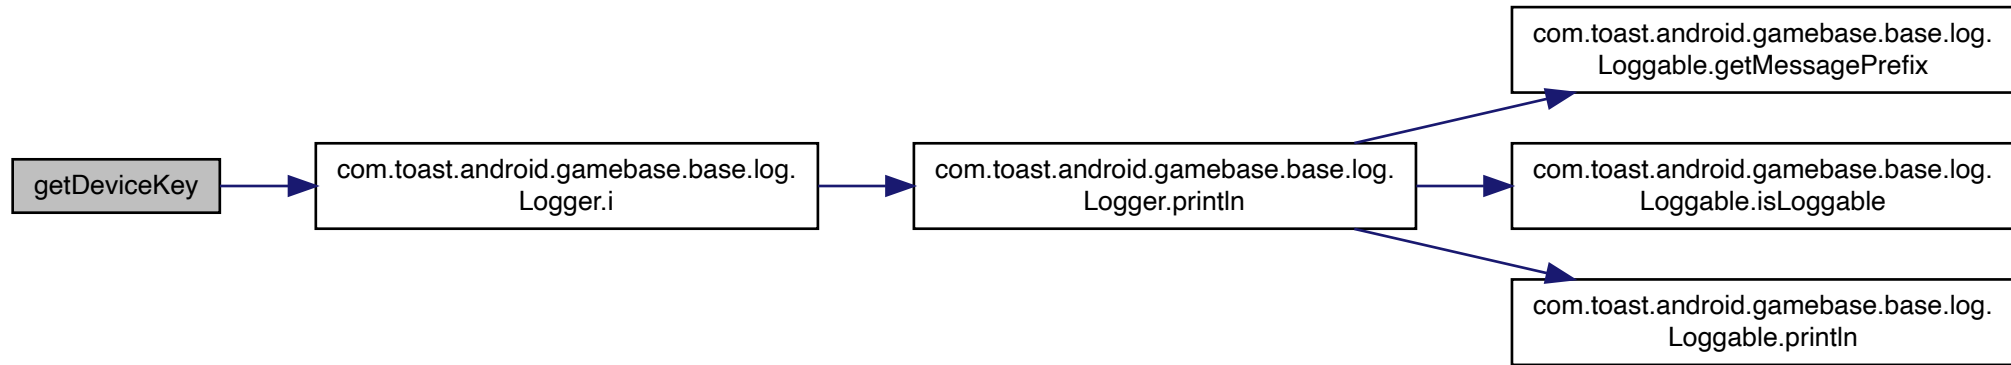 getDeviceKey
com.toast.android.gamebase.base.log.
Logger.i
com.toast.android.gamebase.base.log.
Logger.println
com.toast.android.gamebase.base.log.
Loggable.getMessagePrefix
com.toast.android.gamebase.base.log.
Loggable.isLoggable
com.toast.android.gamebase.base.log.
Loggable.println